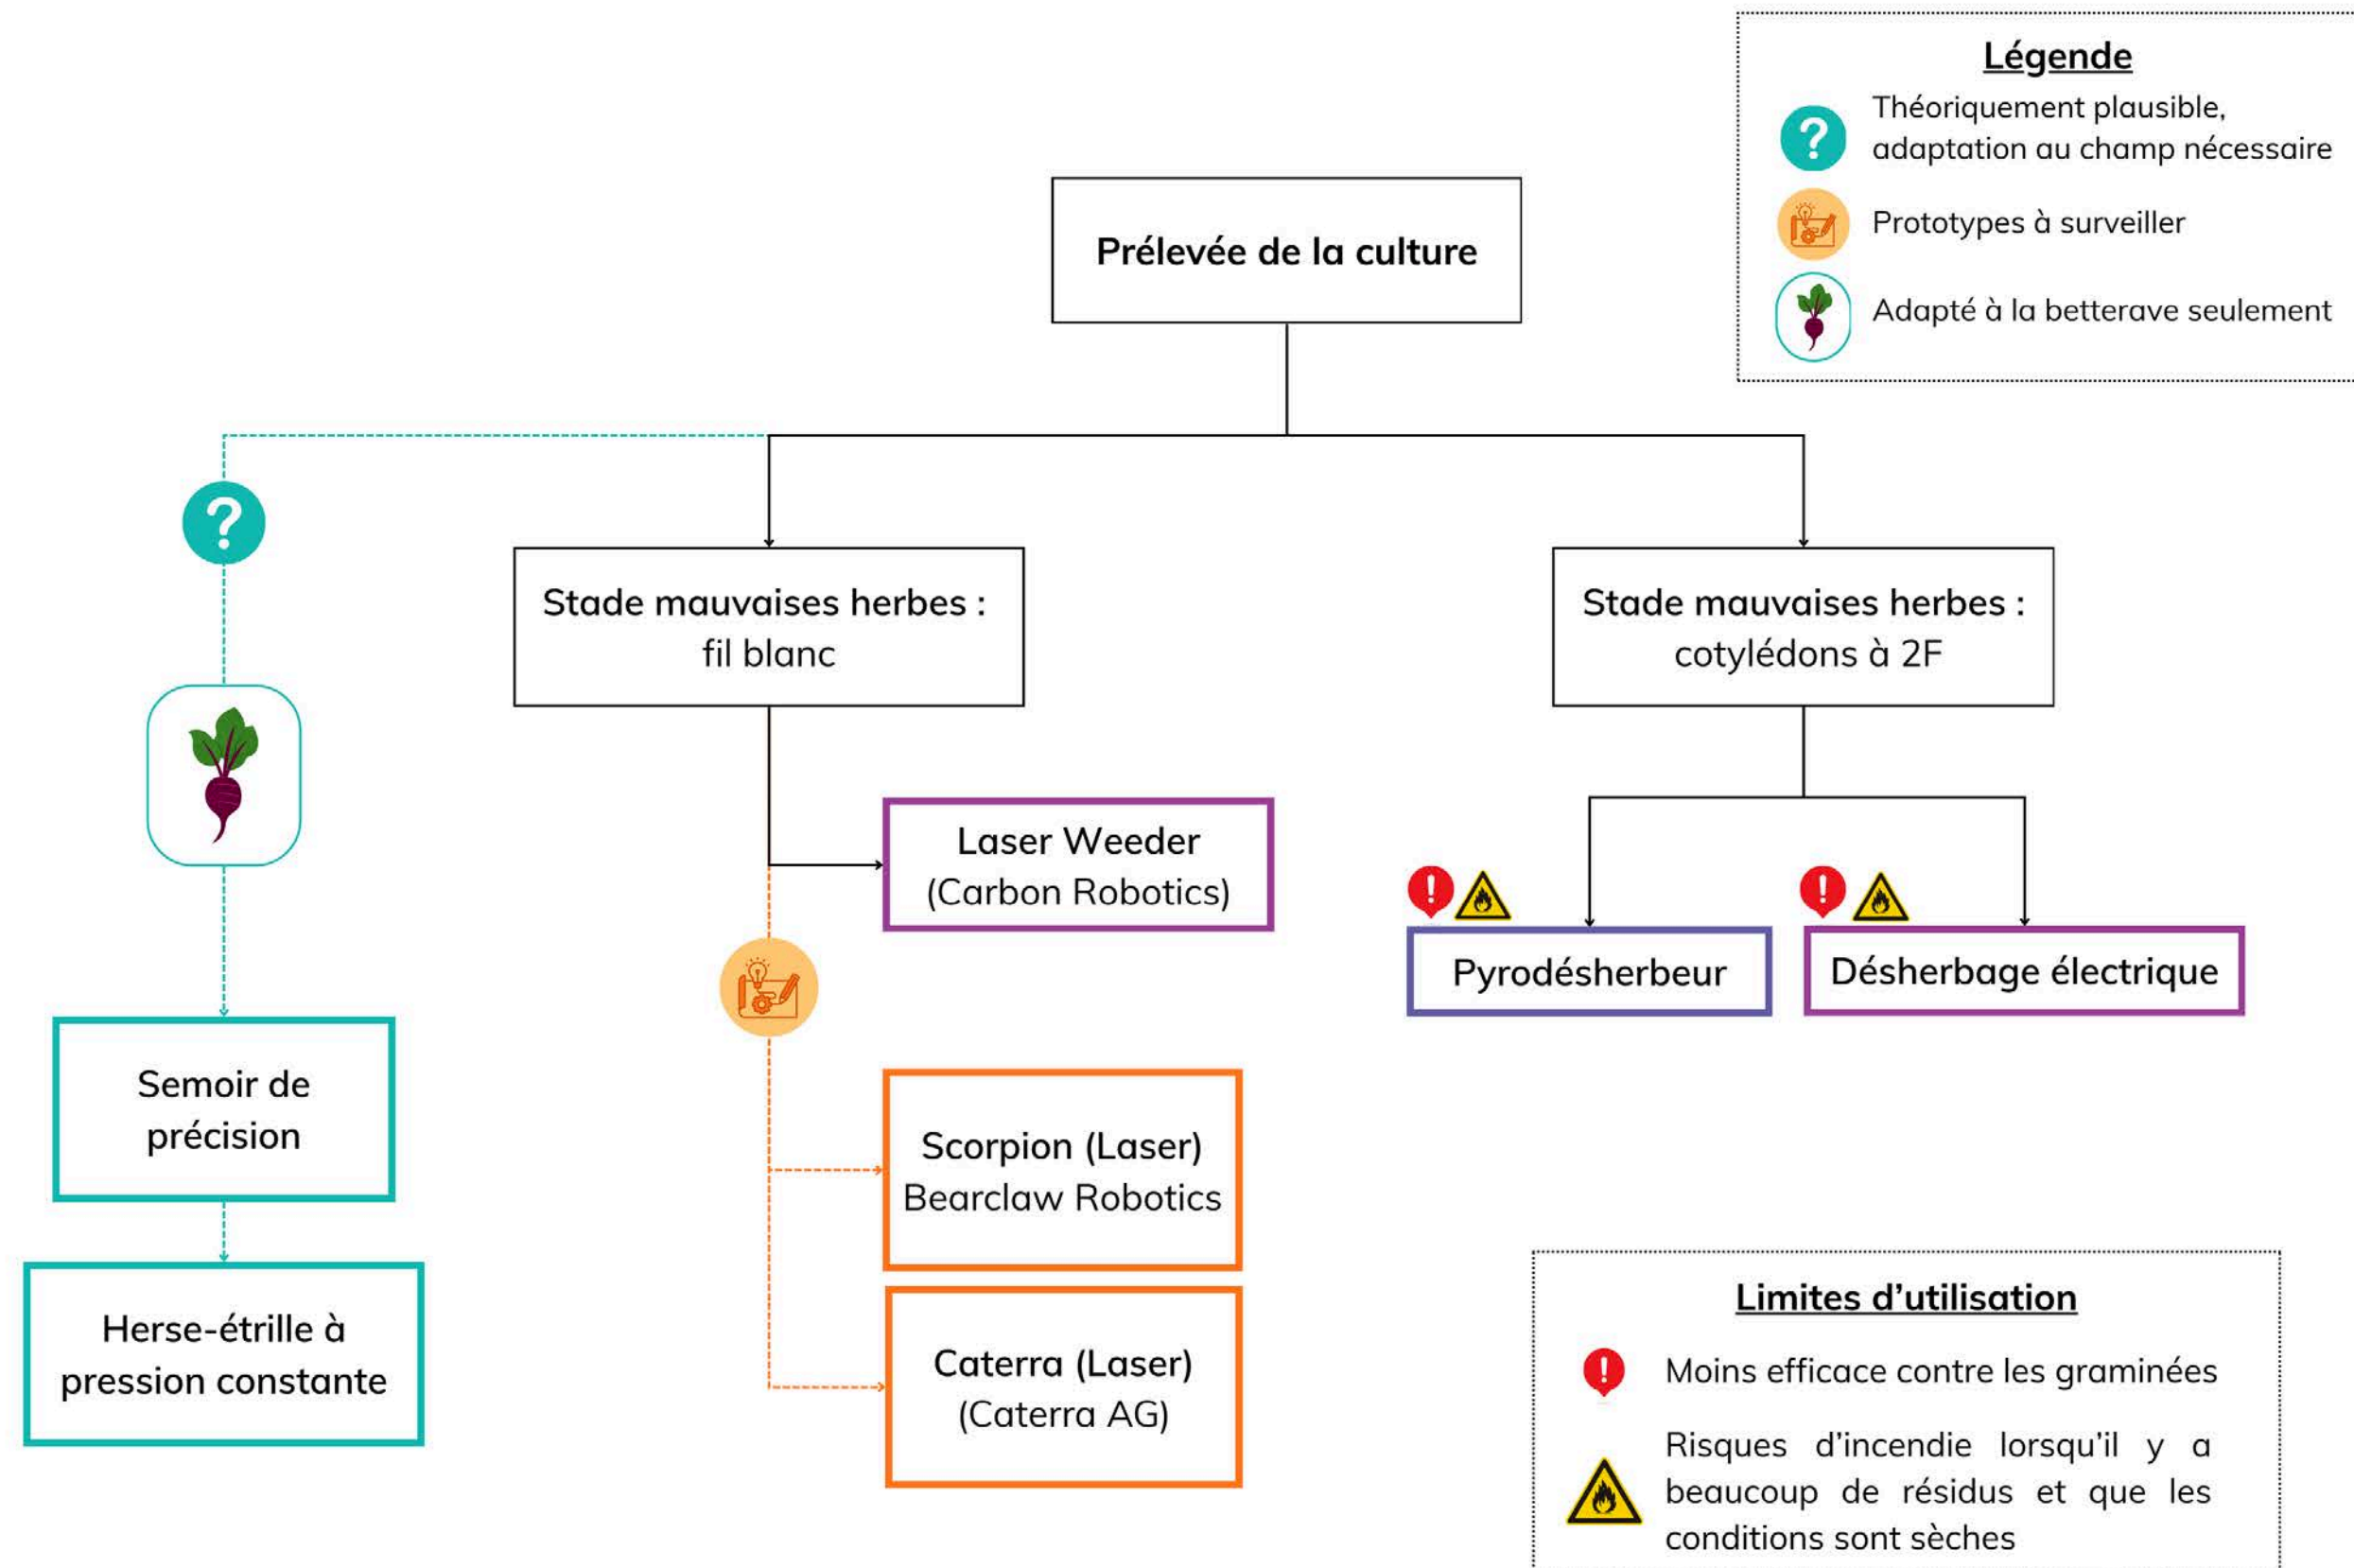 Légende
Théoriquement plausible,
adaptation au champ nécessaire
Prototypes à surveiller
Adapté à la betterave seulement
Prélevée de la culture
?
Stade mauvaises herbes :
fil blanc
Stade mauvaises herbes :
cotylédons à 2F
Laser Weeder
(Carbon Robotics)
Pyrodésherbeur
Désherbage électrique
Semoir de
précision
Scorpion (Laser)
Bearclaw Robotics
Herse-étrille à
pression constante
Caterra (Laser)
(Caterra AG)
Limites d'utilisation
Moins efficace contre les graminées
Risques d'incendie lorsqu'il y a
beaucoup de résidus et que les
conditions sont sèches